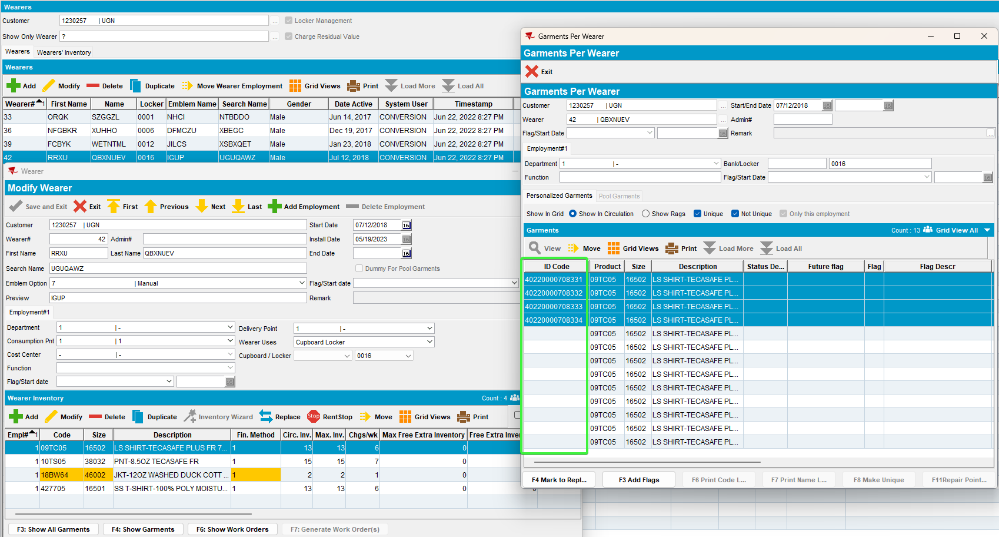 Wearers
Customer 1230257 | UGN ... Locker Management
Show Only Wearer ? ... Charge Residual Value
Wearers Wearers' Inventory
Wearers
Add Modify Delete Duplicate Move Wearer Employment Grid Views Print Load More Load All
Wearer# 1 First Name Name Locker Emblem Name Search Name Gender Date Active System User Timestamp
33 ORQK SZGGZL 0001 NHCI NTBDDO Male Jun 14, 2017 CONVERSION Jun 22, 2022 8:27 PM
36 NFGBKR XUHHO 0006 DFMCZU XBEGC Male Dec 19, 2017 CONVERSION Jun 22, 2022 8:27 PM
39 FCBYK WETNTML 0012 JILCS XSBXQET Male Jan 23, 2018 CONVERSION Jun 22, 2022 8:27 PM
42 RRXU QBXNUEV 0016 IGUP UGUQAWZ Male Jul 12, 2018 CONVERSION Jun 22, 2022 8:27 PM
Wearer
Modify Wearer
Save and Exit Exit First Previous Next Last Add Employment Delete Employment
Customer 1230257 | UGN Start Date 07/12/2018 16
Wearer# 42 Admin# Install Date 05/19/2023 16
First Name RRXU Last Name QBXNUEV End Date 16
Search Name UGUQAWZ Dummy For Pool Garments
Emblem Option 7 | Manual Flag/Start date
Preview IGUP Remark
Employment#1
Department 1 | - Delivery Point 1 | -
Consumption Pnt 1 | 1 Wearer Uses Cupboard Locker
Cost Center - | - Cupboard / Locker 0016
Function
Flag/Start date 16
Wearer Inventory Count : 4
Add Modify Delete Duplicate Inventory Wizard Replace Stop RentStop Move Grid Views Print
Empl# 1 Code Size Description Fin. Method Circ. Inv. Max. Inv. Chgs/wk Max Free Extra Inventory Free Extra Inver
1 09TC05 16502 LS SHIRT-TECASAFE PLUS FR 7... 1 13 13 6 0
1 10TS05 38032 PNT-8.5OZ TECASAFE FR 1 15 15 7 0
1 18BW64 46002 JKT-12OZ WASHED DUCK COTT ... 1 2 2 1 0
1 427705 16501 SS T-SHIRT-100% POLY MOISTU... 1 13 13 6 0 0
F3: Show All Garments F4: Show Garments F6: Show Work Orders F7: Generate Work Order(s)
Garments Per Wearer
Garments Per Wearer
Exit
Garments Per Wearer
Customer 1230257 | UGN ... Start/End Date 07/12/2018 16 16
Wearer 42 | QBXNUEV ... Admin#
Flag/Start Date 16 Remark ...
Employment#1
Department 1 | - Bank/Locker 0016
Function Flag/Start Date 16
Personalized Garments Pool Garments
Show In Grid Show In Circulation Show Rags Unique Not Unique Only this employment
Garments Count : 13 Grid View All
View Move Grid Views Print Load More Load All
ID Code Product Size Description Status De... Future flag Flag Flag Descr
40220000708331 09TC05 16502 LS SHIRT-TECASAFE PL...
40220000708332 09TC05 16502 LS SHIRT-TECASAFE PL...
40220000708333 09TC05 16502 LS SHIRT-TECASAFE PL...
40220000708334 09TC05 16502 LS SHIRT-TECASAFE PL...
09TC05 16502 LS SHIRT-TECASAFE PL...
09TC05 16502 LS SHIRT-TECASAFE PL...
09TC05 16502 LS SHIRT-TECASAFE PL...
09TC05 16502 LS SHIRT-TECASAFE PL...
09TC05 16502 LS SHIRT-TECASAFE PL...
09TC05 16502 LS SHIRT-TECASAFE PL...
09TC05 16502 LS SHIRT-TECASAFE PL...
09TC05 16502 LS SHIRT-TECASAFE PL...
09TC05 16502 LS SHIRT-TECASAFE PL...
F4 Mark to Repl... F3 Add Flags F6 Print Code L... F7 Print Name L... F8 Make Unique F11Repair Point...